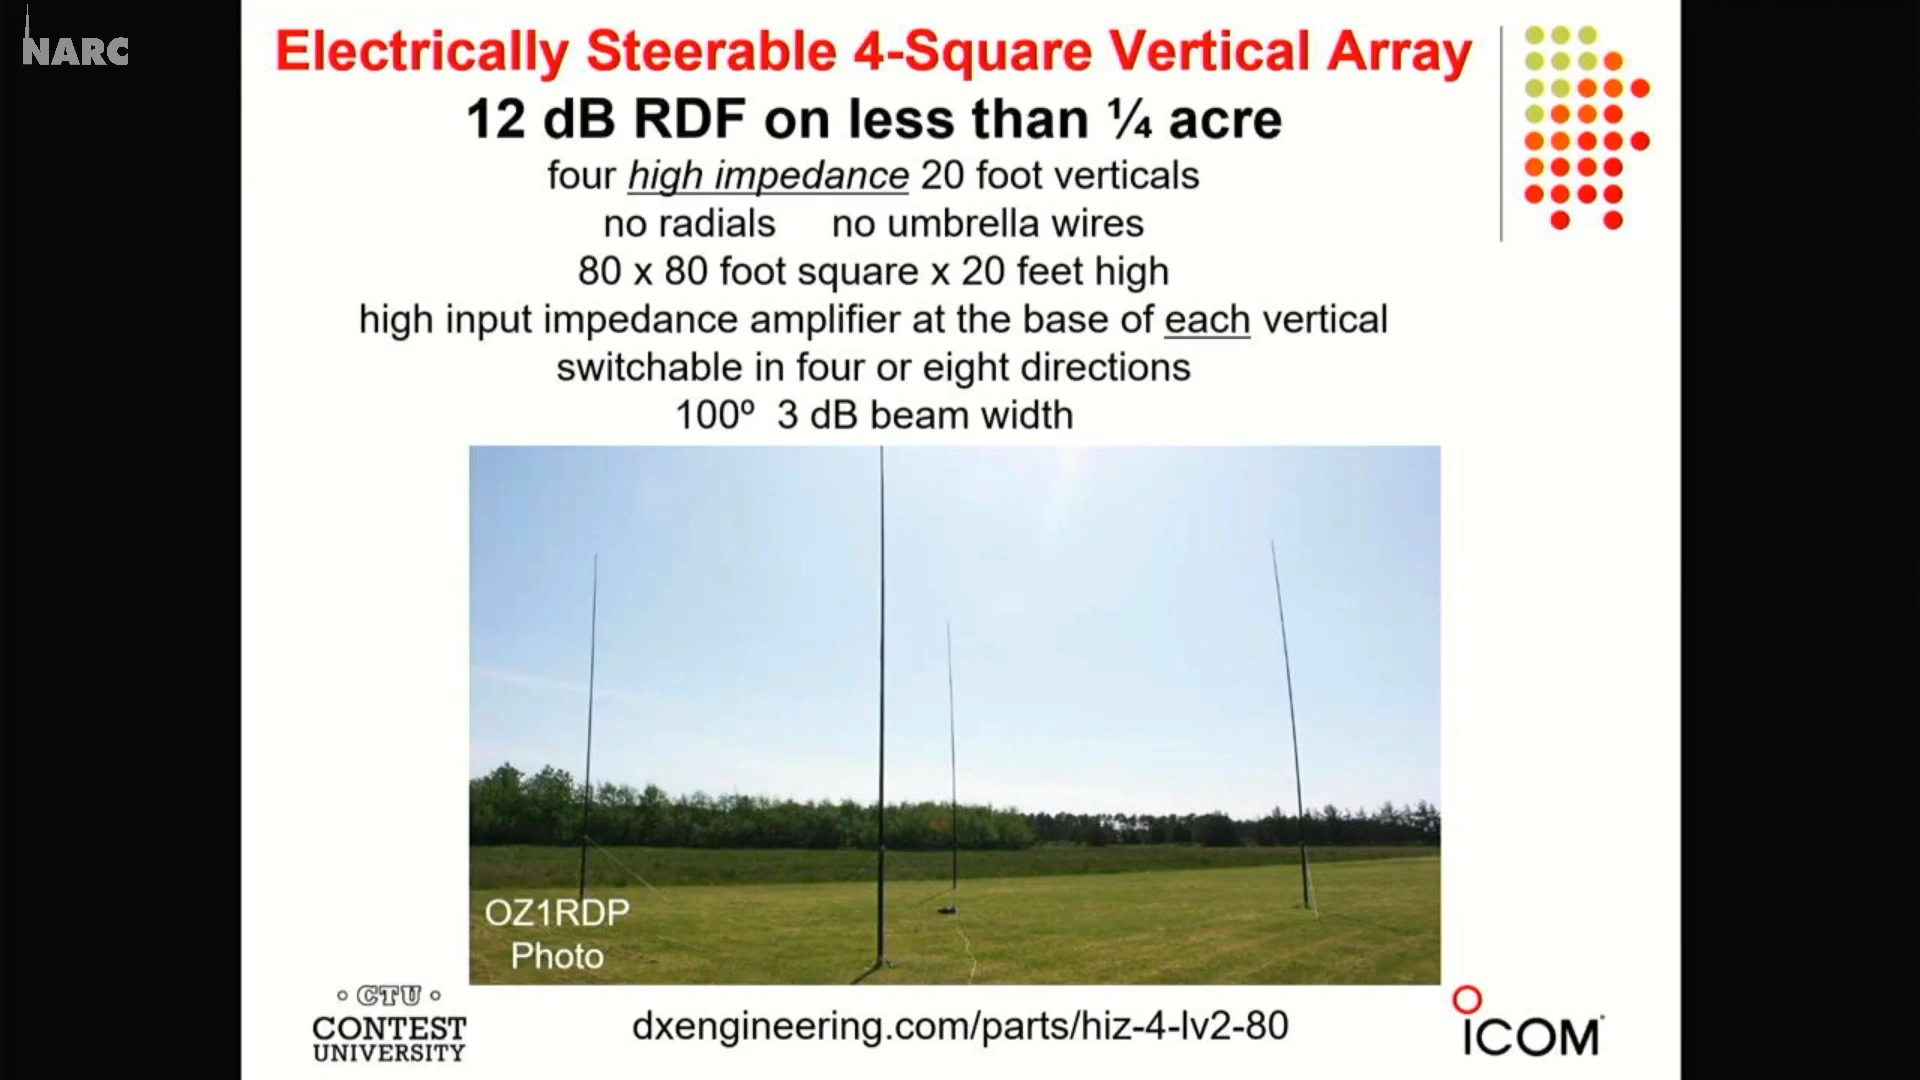 NARC
Electrically Steerable 4-Square Vertical Array
12 dB RDF on less than ¼ acre
four high impedance 20 foot verticals
no radials no umbrella wires
80 x 80 foot square x 20 feet high
high input impedance amplifier at the base of each vertical
switchable in four or eight directions
100º 3 dB beam width
OZ1RDP
Photo
CTU
CONTEST
UNIVERSITY
dxengineering.com/parts/hiz-4-lv2-80
ICOM